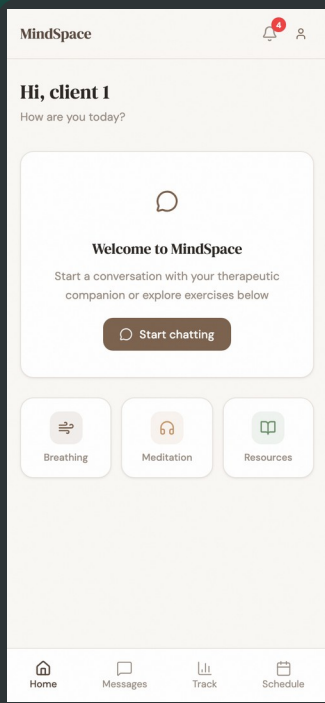 MindSpace
4
Hi, client 1
How are you today?
Welcome to MindSpace
Start a conversation with your therapeutic
companion or explore exercises below
Start chatting
Breathing
Meditation
Resources
Home
Messages
Track
Schedule